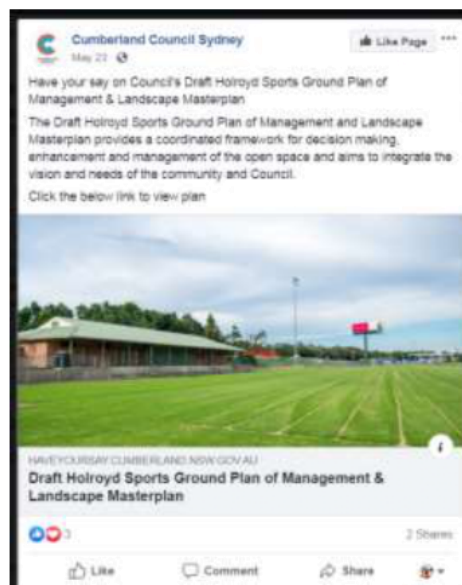 Cumberland Council Sydney
Like Page
May 23
Have your say on Council's Draft Holroyd Sports Ground Plan of
Management & Landscape Masterplan
The Draft Holroyd Sports Ground Plan of Management and Landscape
Masterplan provides a coordinated framework for decision making,
enhancement and management of the open space and aims to integrate the
vision and needs of the community and Council.
Click the below link to view plan
HAVEYOURSAY.CUMBERLAND.NSW.GOV.AU
Draft Holroyd Sports Ground Plan of Management &
Landscape Masterplan
3
2 Shares
Like
Comment
Share